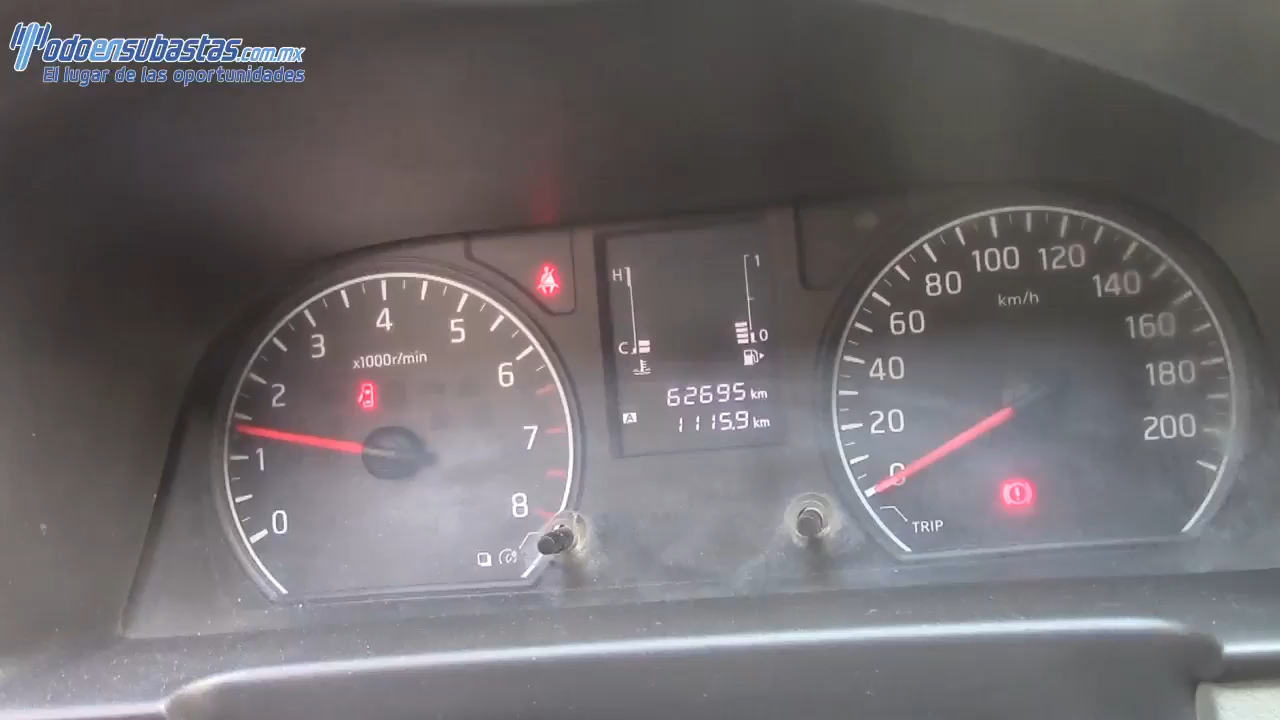 Todoensubastas.com.mx
El lugar de las oportunidades
0
1
2
3
4
5
6
7
8
x1000r/min
H
C
1
0
62695 km
A 1115.9 km
0
20
40
60
80
100
120
140
160
180
200
km/h
TRIP